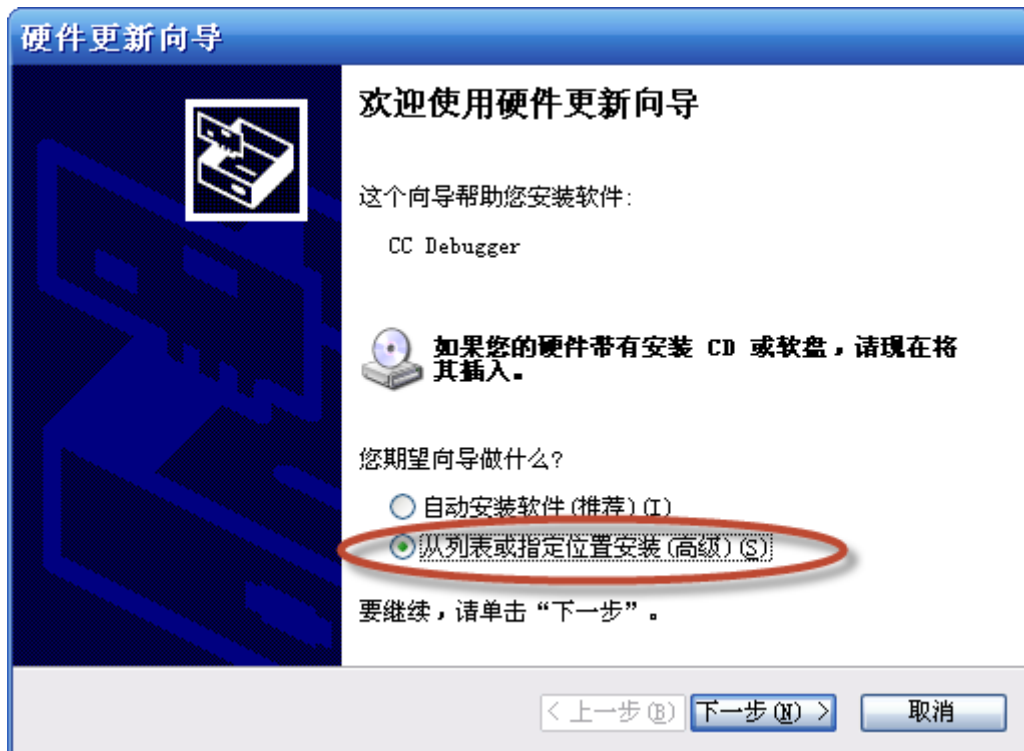 硬件更新向导
欢迎使用硬件更新向导
这个向导帮助您安装软件:
CC Debugger
如果您的硬件带有安装 CD 或软盘，请现在将
其插入。
您期望向导做什么?
自动安装软件(推荐)(I)
从列表或指定位置安装(高级)(S)
要继续，请单击“下一步”。
< 上一步(B) 下一步(N) > 取消